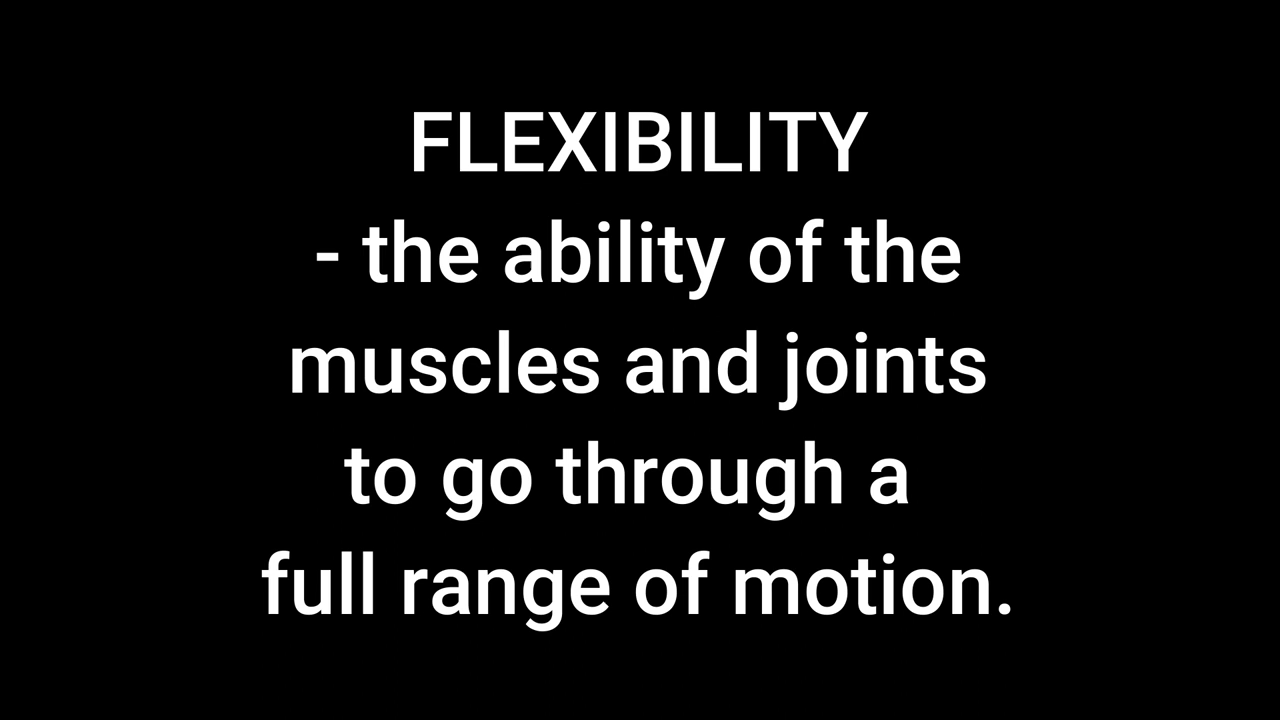 FLEXIBILITY
- the ability of the
muscles and joints
to go through a
full range of motion.